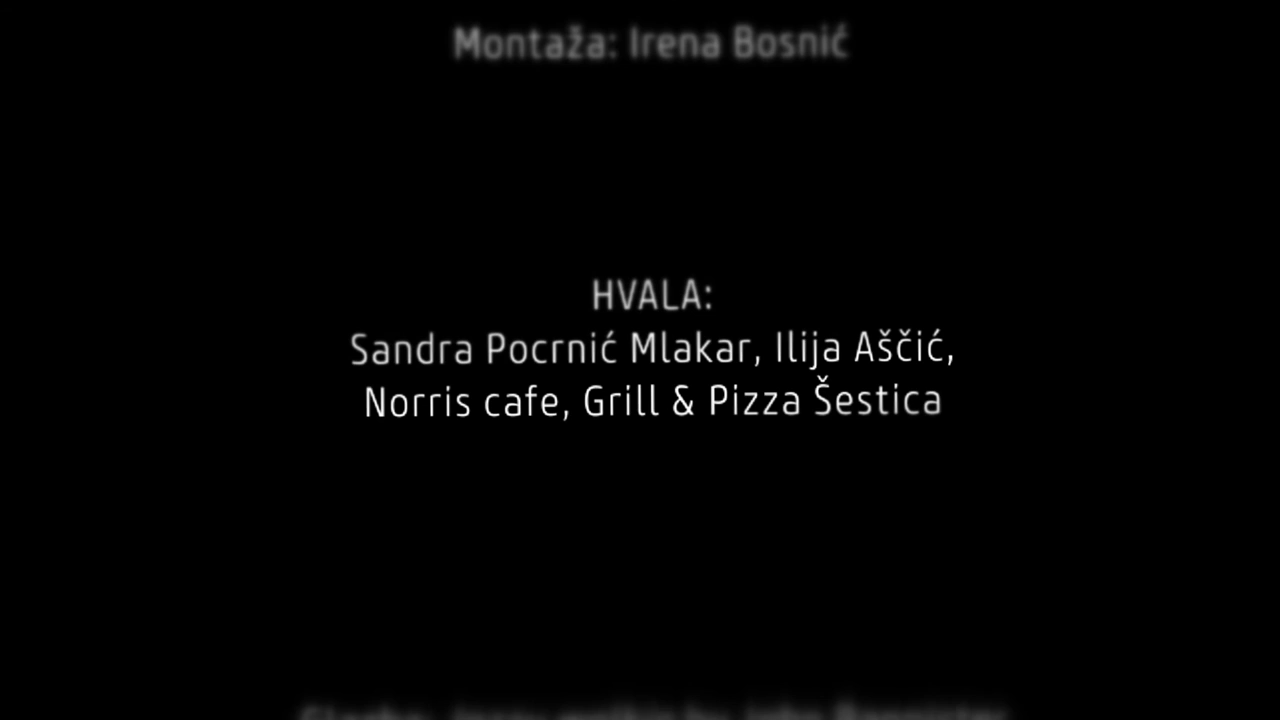 Montaža: Irena Bosnić
HVALA:
Sandra Pocrnić Mlakar, Ilija Aščić,
Norris cafe, Grill & Pizza Šestica